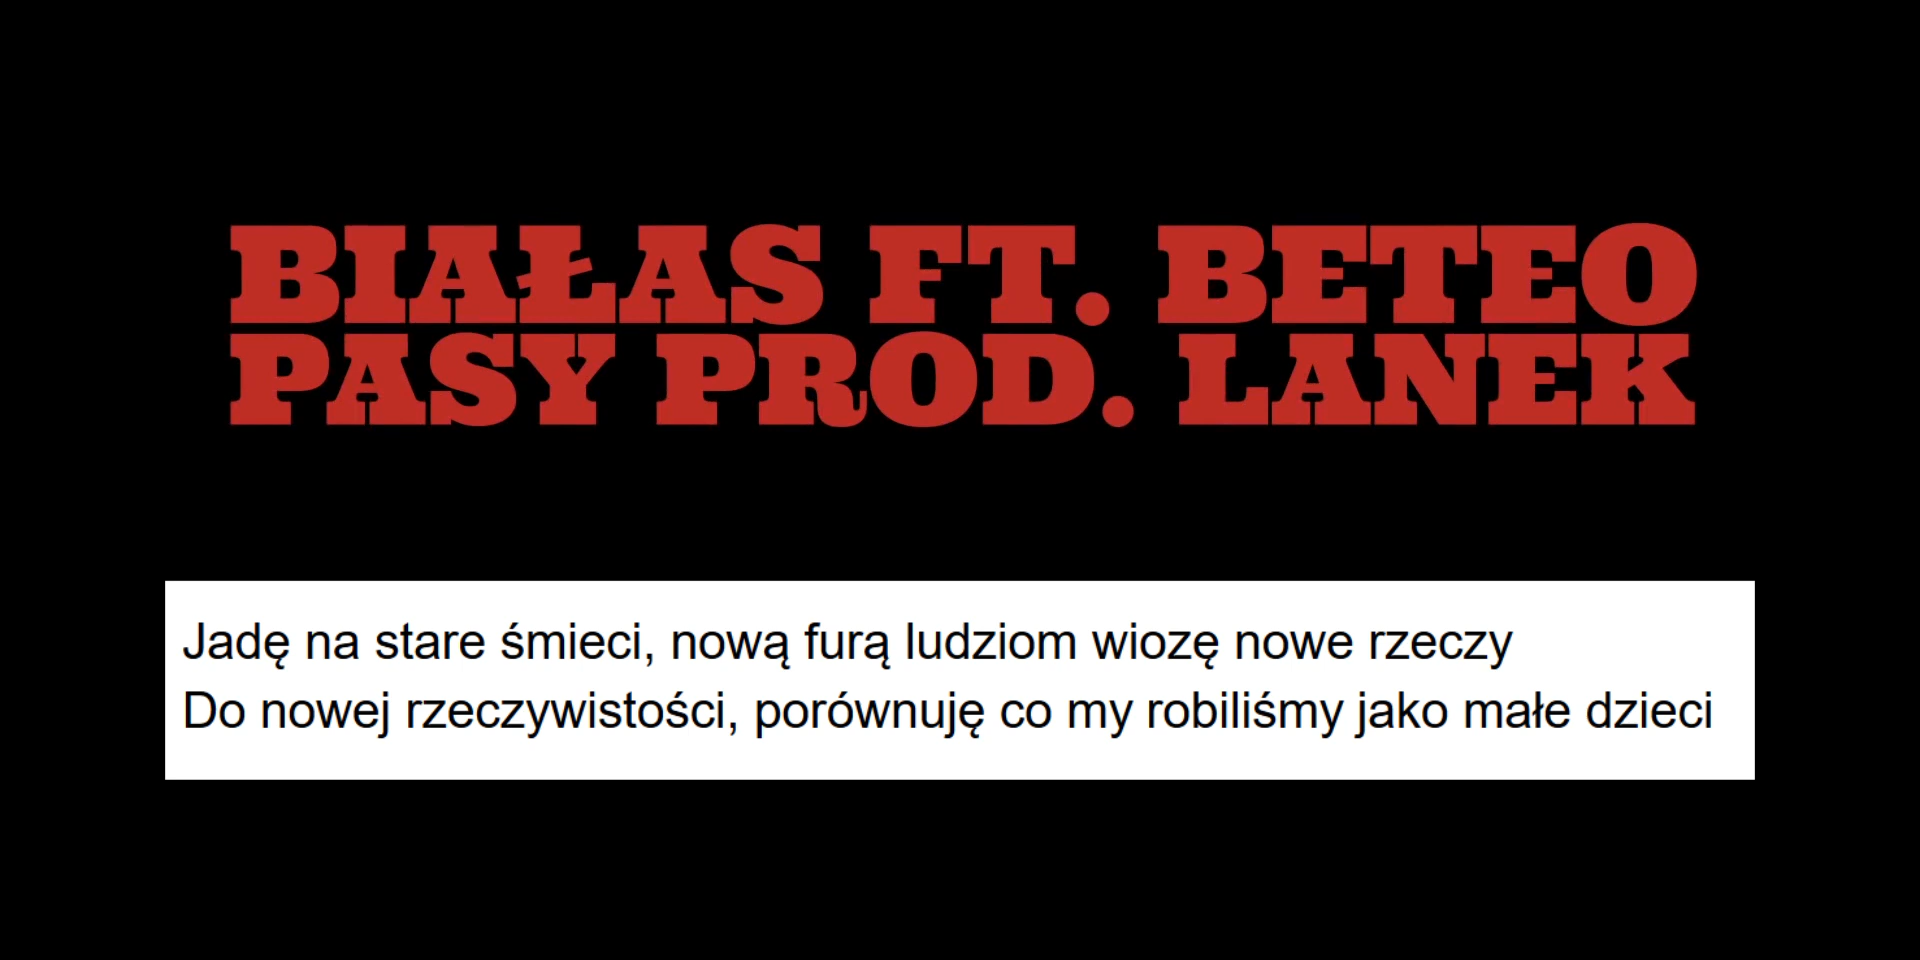 BIAŁAS FT. BETEO
PASY PROD. LANEK
Jadę na stare śmieci, nową furą ludziom wiozę nowe rzeczy
Do nowej rzeczywistości, porównuję co my robiliśmy jako małe dzieci